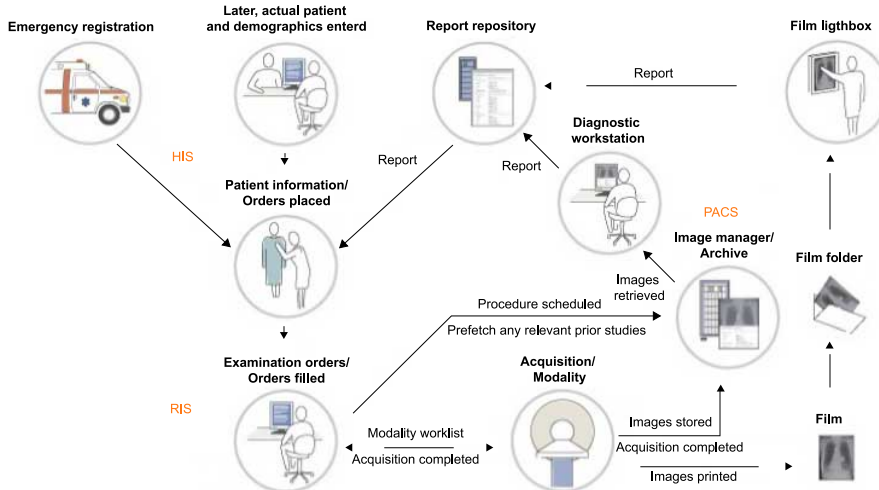 Later, actual patient
and demographics enterd
Emergency registration
Report repository
Film ligthbox
Report
Diagnostic
workstation
HIS
Report
Report
Patient information/
Orders placed
PACS
Image manager/
Archive
Film folder
Images
retrieved
Procedure scheduled
Prefetch any relevant prior studies
Examination orders/
Orders filled
Acquisition/
Modality
RIS
Film
Modality worklist
Acquisition completed
Images stored
Acquisition completed
Images printed